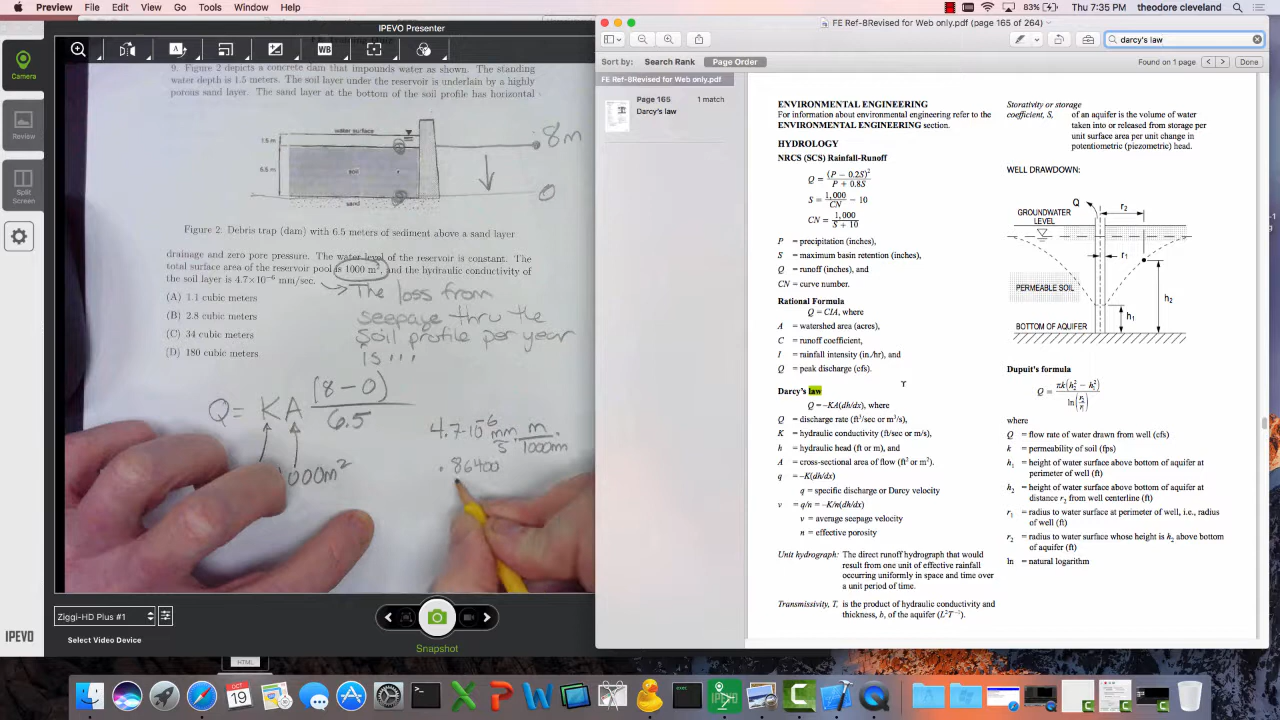 Preview File Edit View Go Tools Window Help
83% Thu 7:35 PM theodore cleveland
IPEVO Presenter
Camera
Review
Split
Screen
IPEVO
WB
9. Figure 2 depicts a concrete dam that impounds water as shown. The standing
water depth is 1.5 meters. The soil layer under the reservoir is underlain by a highly
porous sand layer. The sand layer at the bottom of the soil profile has horizontal
water surface
1.5 m
8m
6.5 m
soil
0
sand
Figure 2: Debris trap (dam) with 6.5 meters of sediment above a sand layer
drainage and zero pore pressure. The water level of the reservoir is constant. The
total surface area of the reservoir pool is 1000 m², and the hydraulic conductivity of
the soil layer is 4.7×10⁻⁶ mm/sec.
The loss from
seepage thru the
soil profile per year
is ...
(A) 1.1 cubic meters
(B) 2.8 cubic meters
(C) 34 cubic meters
(D) 180 cubic meters
Q= KA (8-0)
6.5
4.7·10⁻⁶ mm/s · m/1000mm ·
000m²
· 86400
Ziggi-HD Plus #1
Select Video Device
Snapshot
FE Ref-8Revised for Web only.pdf (page 165 of 264)
darcy's law
Sort by: Search Rank Page Order
Found on 1 page
Done
FE Ref-8Revised for Web only.pdf
Page 165 1 match
Darcy's law
ENVIRONMENTAL ENGINEERING
For information about environmental engineering refer to the
ENVIRONMENTAL ENGINEERING section.
HYDROLOGY
NRCS (SCS) Rainfall-Runoff
Q = (P − 0.2S)² / P + 0.8S
S = 1,000 / CN − 10
CN = 1,000 / S + 10
P = precipitation (inches),
S = maximum basin retention (inches),
Q = runoff (inches), and
CN = curve number.
Rational Formula
Q = CIA, where
A = watershed area (acres),
C = runoff coefficient,
I = rainfall intensity (in./hr), and
Q = peak discharge (cfs).
Darcy's law
Q = –KA(dh/dx), where
Q = discharge rate (ft³/sec or m³/s),
K = hydraulic conductivity (ft/sec or m/s),
h = hydraulic head (ft or m), and
A = cross-sectional area of flow (ft² or m²).
q = –K(dh/dx)
q = specific discharge or Darcy velocity
v = q/n = –K/n(dh/dx)
v = average seepage velocity
n = effective porosity
Unit hydrograph: The direct runoff hydrograph that would
result from one unit of effective rainfall
occurring uniformly in space and time over
a unit period of time.
Transmissivity, T, is the product of hydraulic conductivity and
thickness, b, of the aquifer (L²T⁻¹).
Storativity or storage
coefficient, S, of an aquifer is the volume of water
taken into or released from storage per
unit surface area per unit change in
potentiometric (piezometric) head.
WELL DRAWDOWN:
Q
r₂
GROUNDWATER
LEVEL
r₁
PERMEABLE SOIL
h₂
h₁
BOTTOM OF AQUIFER
Dupuit's formula
Q = πk(h₂² – h₁²) / ln(r₂/r₁)
where
Q = flow rate of water drawn from well (cfs)
k = permeability of soil (fps)
h₁ = height of water surface above bottom of aquifer at
perimeter of well (ft)
h₂ = height of water surface above bottom of aquifer at
distance r₂ from well centerline (ft)
r₁ = radius to water surface at perimeter of well, i.e., radius
of well (ft)
r₂ = radius to water surface whose height is h₂ above bottom
of aquifer (ft)
ln = natural logarithm
HTML
OCT
19